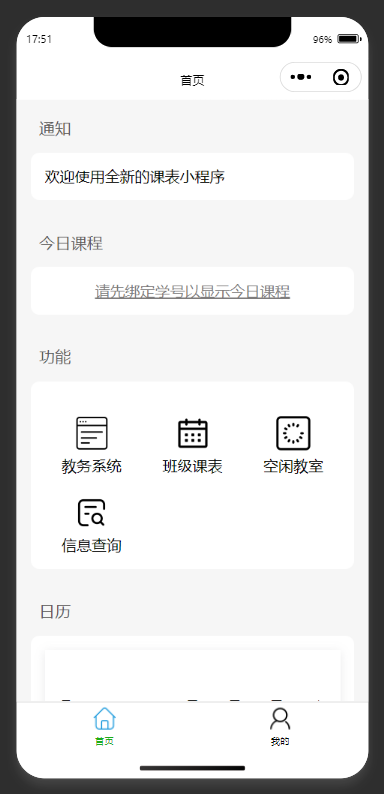 17:51
96%
首页
通知
欢迎使用全新的课表小程序
今日课程
请先绑定学号以显示今日课程
功能
教务系统
班级课表
空闲教室
信息查询
日历
首页
我的